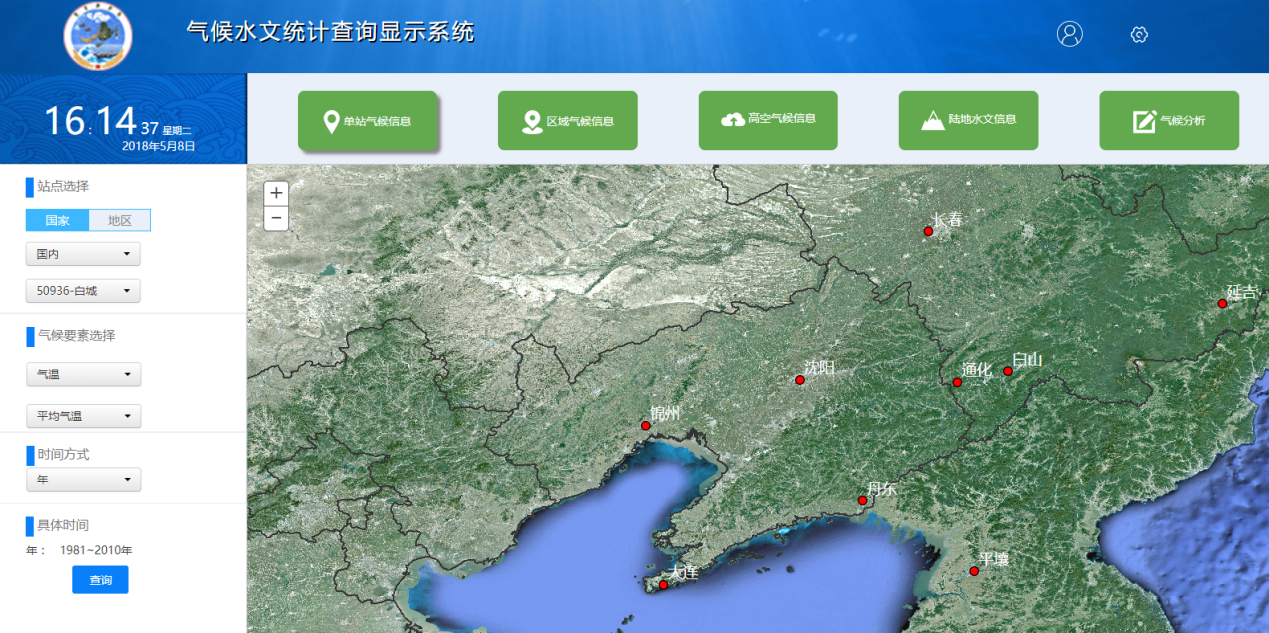 气候水文统计查询显示系统
16:14 37 星期二
2018年5月8日
单站气候信息
区域气候信息
高空气候信息
陆地水文信息
气候分析
站点选择
国家 地区
国内
50936-白城
气候要素选择
气温
平均气温
时间方式
年
具体时间
年： 1981~2010年
查询
+
−
长春
延吉
沈阳
通化
白山
锦州
丹东
平壤
大连